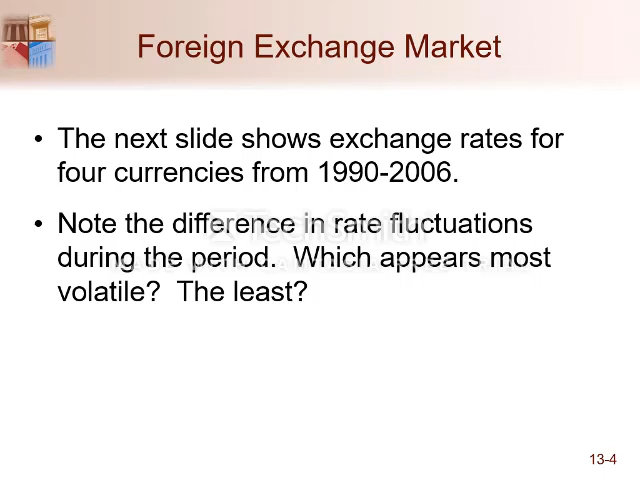 Foreign Exchange Market
• The next slide shows exchange rates for
four currencies from 1990-2006.
• Note the difference in rate fluctuations
during the period. Which appears most
volatile? The least?
TechSmith
13-4